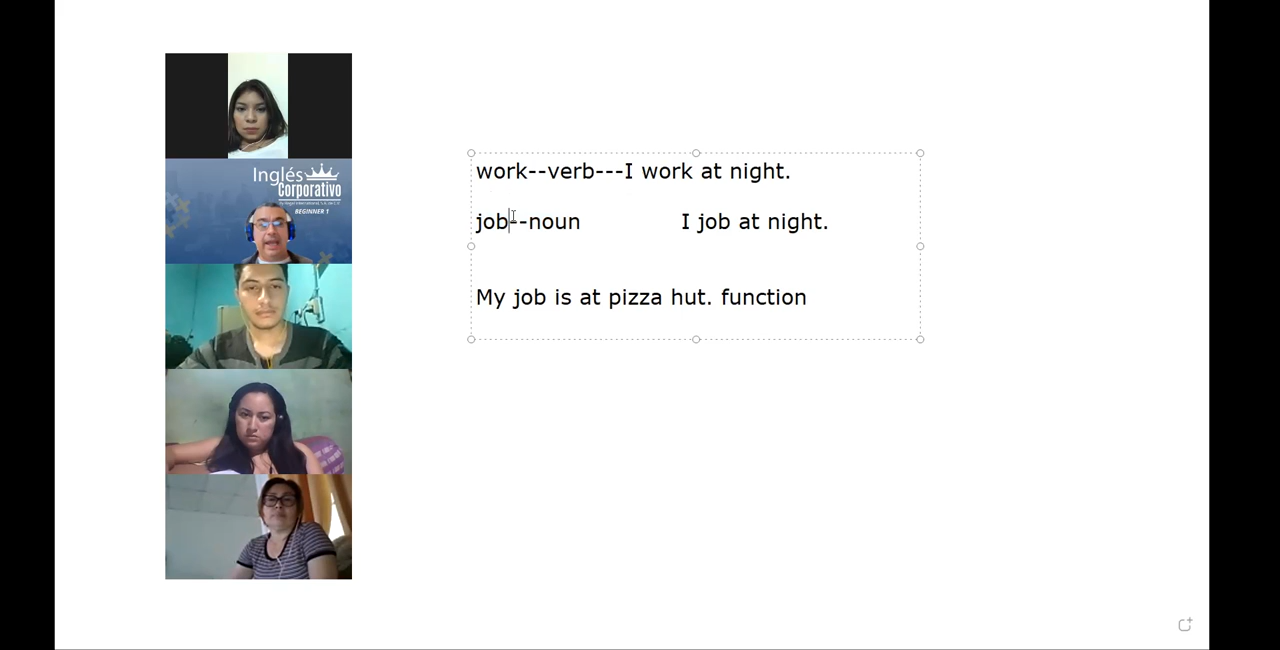 Inglés
Corporativo
BEGINNER 1
work--verb---I work at night.
job--noun I job at night.
My job is at pizza hut. function